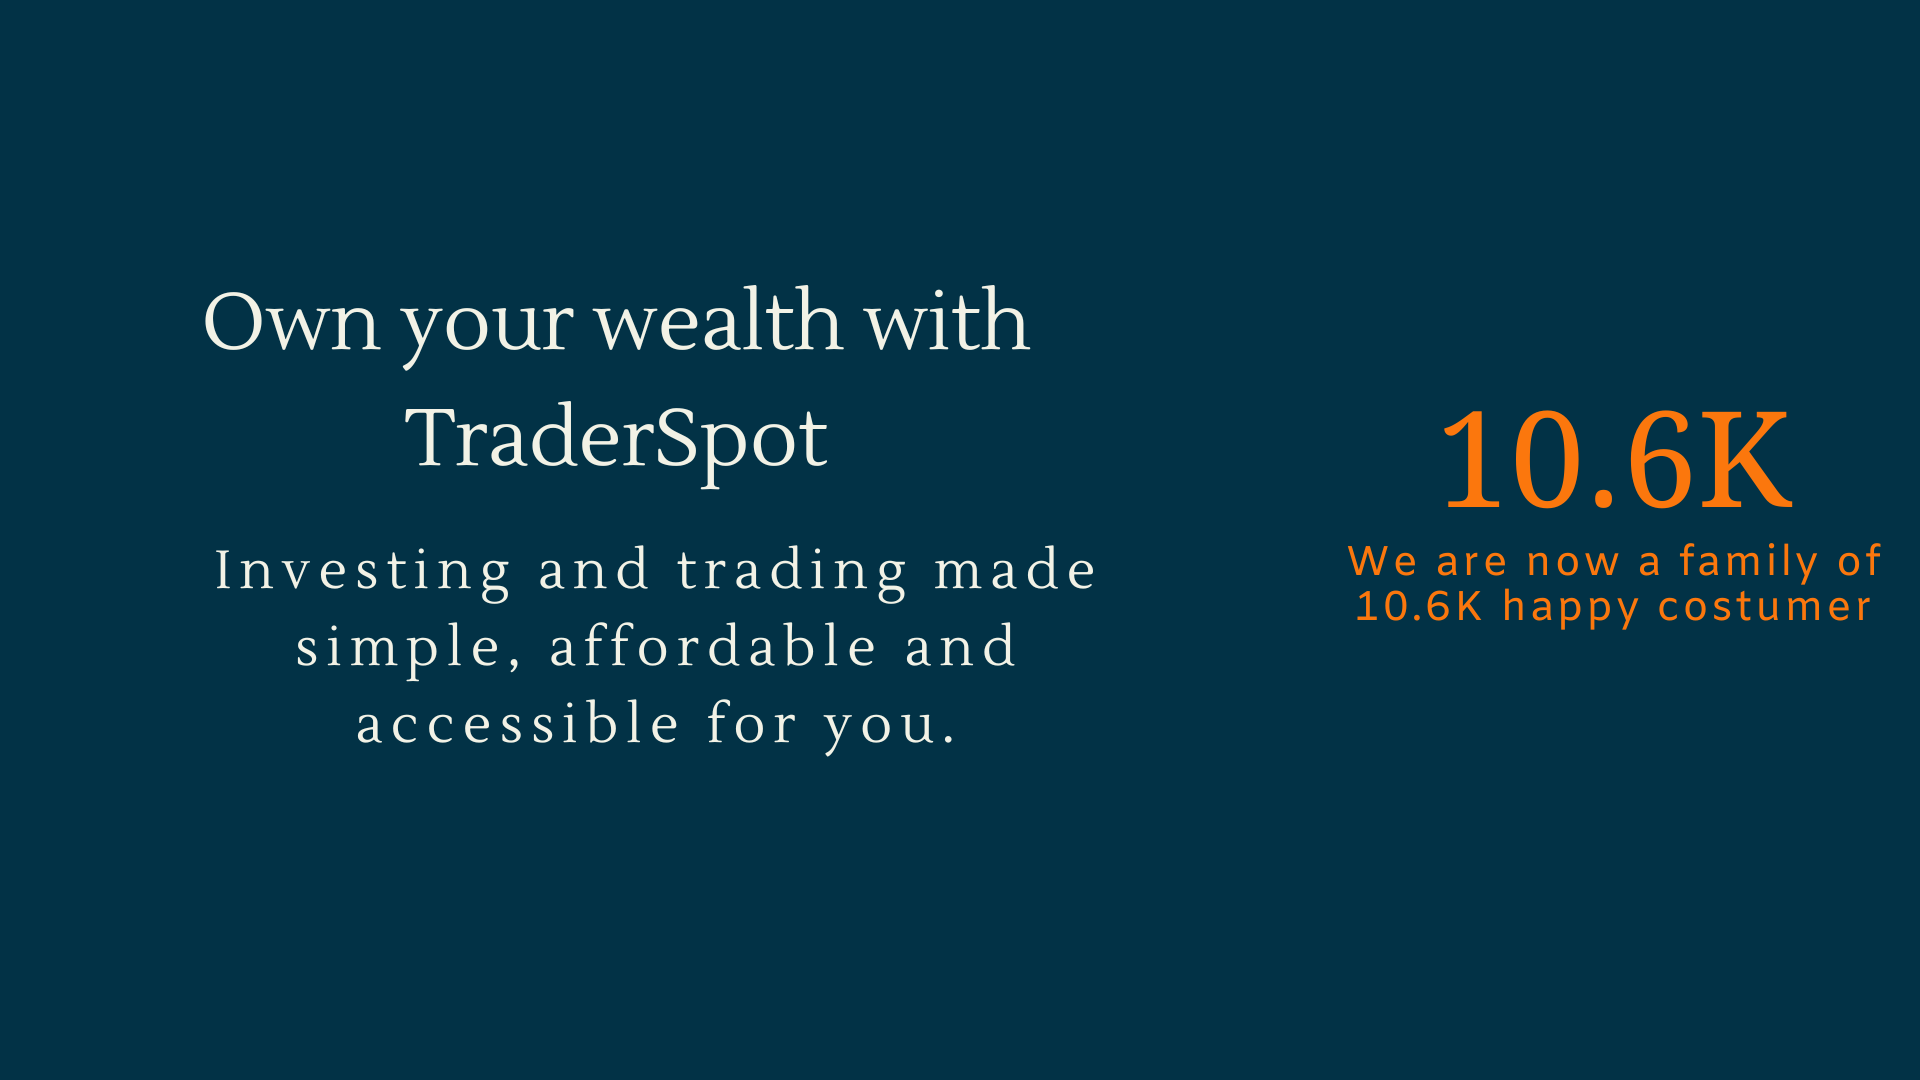 Own your wealth with
TraderSpot
Investing and trading made
simple, affordable and
accessible for you.
10.6K
We are now a family of
10.6K happy costumer